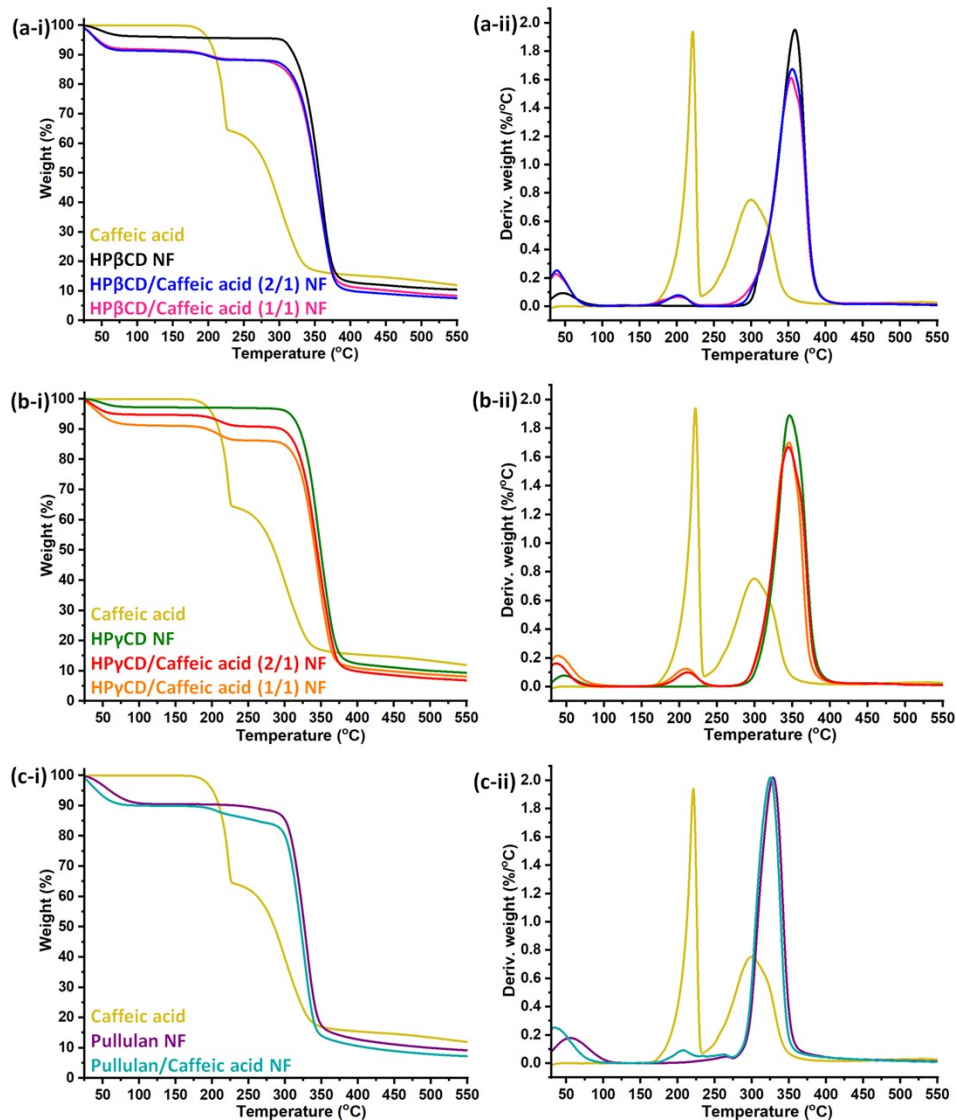 (a-i)
100
90
80
70
60
50
40
30
20
10
0
Weight (%)
Caffeic acid
HPβCD NF
HPβCD/Caffeic acid (2/1) NF
HPβCD/Caffeic acid (1/1) NF
50 100 150 200 250 300 350 400 450 500 550
Temperature (°C)
(a-ii)
2.0
1.8
1.6
1.4
1.2
1.0
0.8
0.6
0.4
0.2
0.0
Deriv. weight (%/°C)
50 100 150 200 250 300 350 400 450 500 550
Temperature (°C)
(b-i)
100
90
80
70
60
50
40
30
20
10
0
Weight (%)
Caffeic acid
HPγCD NF
HPγCD/Caffeic acid (2/1) NF
HPγCD/Caffeic acid (1/1) NF
50 100 150 200 250 300 350 400 450 500 550
Temperature (°C)
(b-ii)
2.0
1.8
1.6
1.4
1.2
1.0
0.8
0.6
0.4
0.2
0.0
Deriv. weight (%/°C)
50 100 150 200 250 300 350 400 450 500 550
Temperature (°C)
(c-i)
100
90
80
70
60
50
40
30
20
10
0
Weight (%)
Caffeic acid
Pullulan NF
Pullulan/Caffeic acid NF
50 100 150 200 250 300 350 400 450 500 550
Temperature (°C)
(c-ii)
2.0
1.8
1.6
1.4
1.2
1.0
0.8
0.6
0.4
0.2
0.0
Deriv. weight (%/°C)
50 100 150 200 250 300 350 400 450 500 550
Temperature (°C)